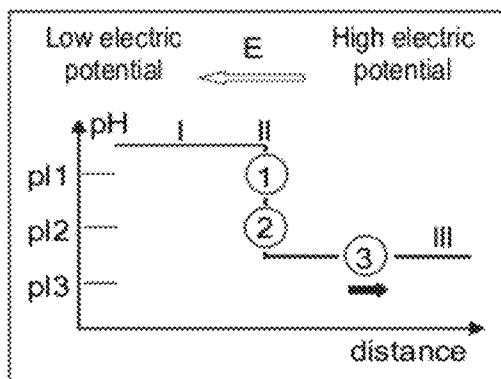 Low electric potential
E
High electric potential
pH
I
II
pI1
1
pI2
2
3
III
pI3
distance